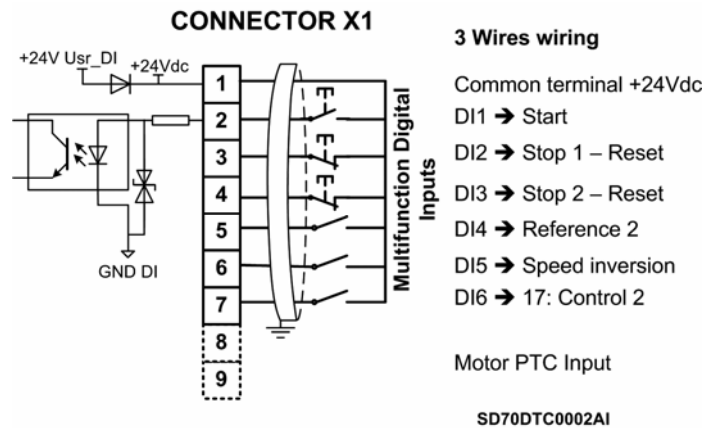 CONNECTOR X1
+24V Usr_DI
+24Vdc
GND DI
1
2
3
4
5
6
7
8
9
Multifunction Digital
Inputs
3 Wires wiring
Common terminal +24Vdc
DI1 ➔ Start
DI2 ➔ Stop 1 – Reset
DI3 ➔ Stop 2 – Reset
DI4 ➔ Reference 2
DI5 ➔ Speed inversion
DI6 ➔ 17: Control 2
Motor PTC Input
SD70DTC0002AI